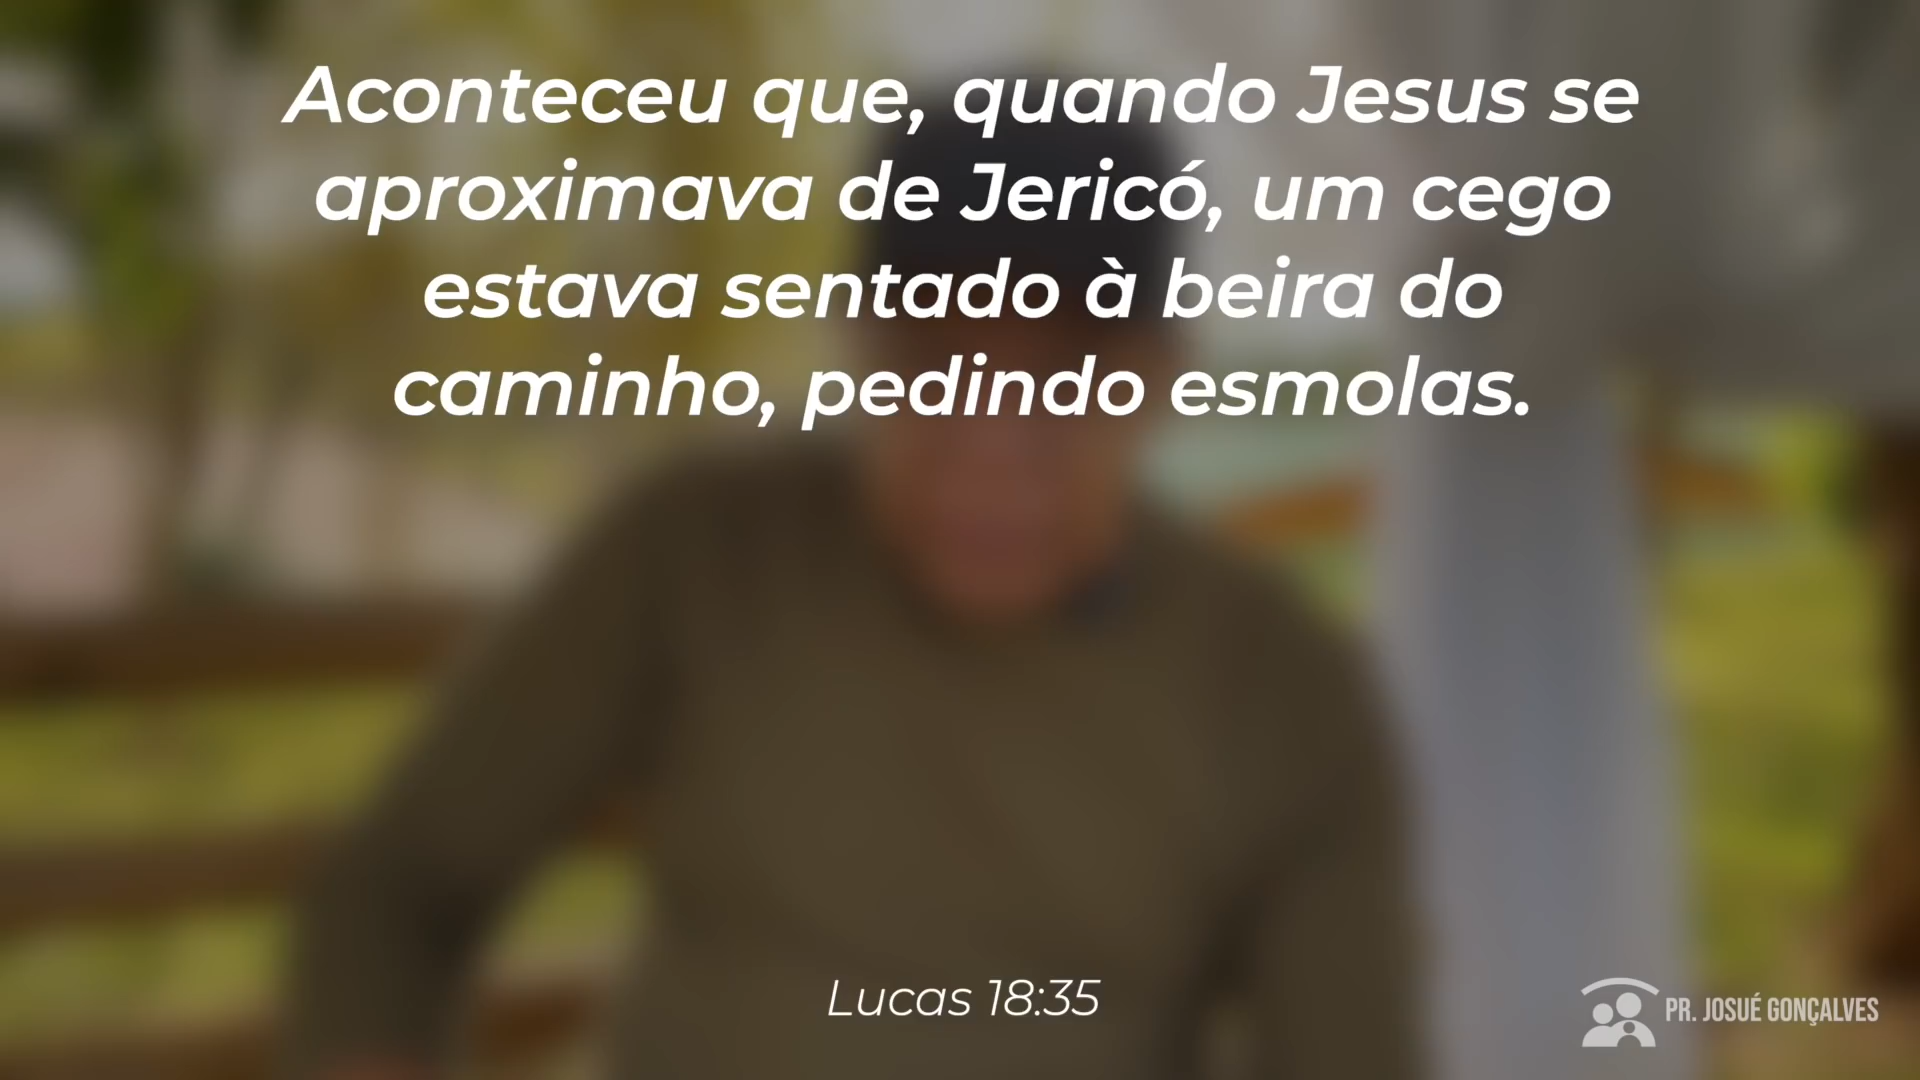 Aconteceu que, quando Jesus se
aproximava de Jericó, um cego
estava sentado à beira do
caminho, pedindo esmolas.
Lucas 18:35
PR. JOSUÉ GONÇALVES